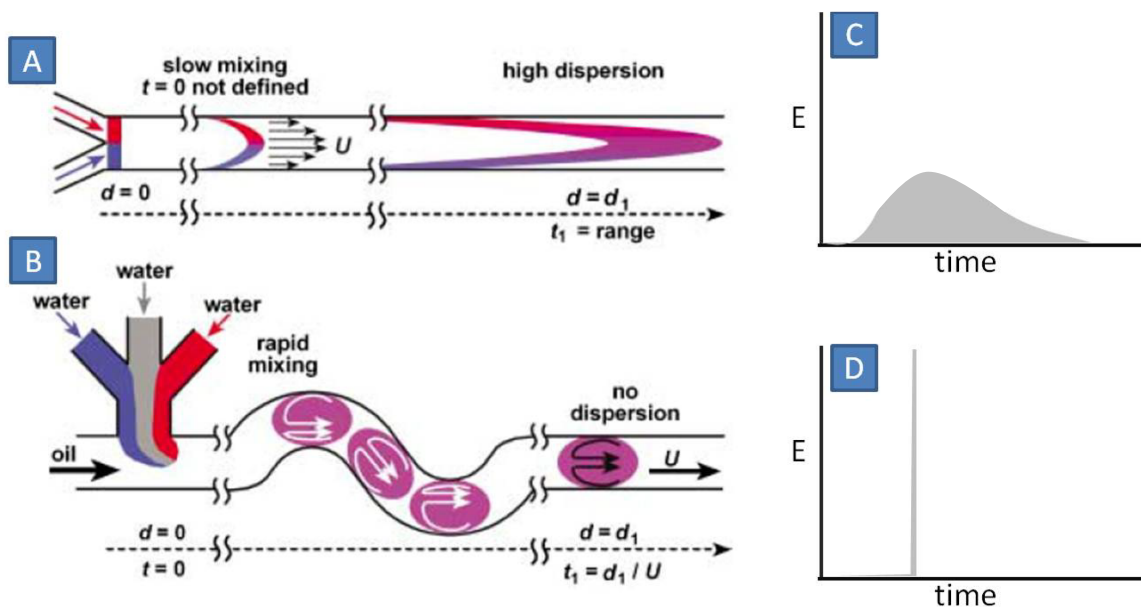 A
slow mixing
t = 0 not defined
high dispersion
U
d = 0
d = d₁
t₁ = range
B
water
water
water
rapid
mixing
no
dispersion
oil
U
d = 0
d = d₁
t = 0
t₁ = d₁ / U
C
E
time
D
E
time